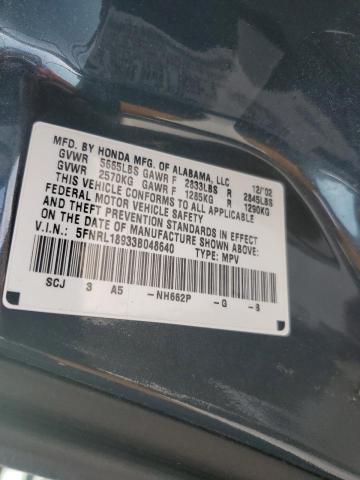 MFD. BY HONDA MFG. OF ALABAMA, LLC 12/'02
GVWR 5665LBS GAWR F 2833LBS R 2845LBS
GVWR 2570KG GAWR F 1285KG R 1290KG
THIS VEHICLE CONFORMS TO ALL APPLICABLE
FEDERAL MOTOR VEHICLE SAFETY
AND THEFT PREVENTION STANDARDS IN EFFECT
ON THE DATE OF MANUFACTURE SHOWN ABOVE.
V.I.N.: 5FNRL18933B048640 TYPE: MPV
SCJ 3 A5 -NH662P -G -B